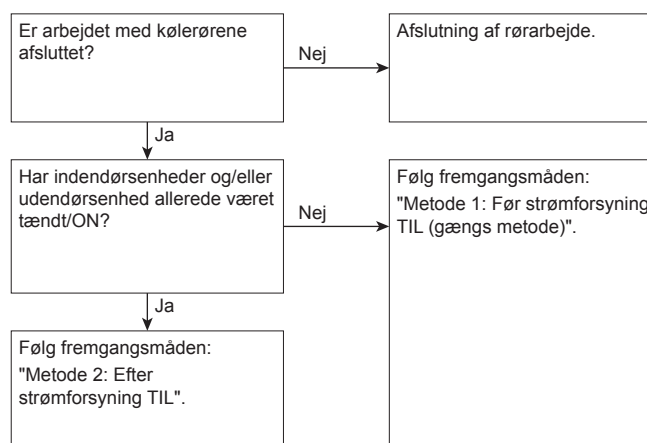 Er arbejdet med kølerørene
afsluttet?
Nej
Afslutning af rørarbejde.
Ja
Har indendørsenheder og/eller
udendørsenhed allerede været
tændt/ON?
Nej
Følg fremgangsmåden:
"Metode 1: Før strømforsyning
TIL (gængs metode)".
Ja
Følg fremgangsmåden:
"Metode 2: Efter
strømforsyning TIL".